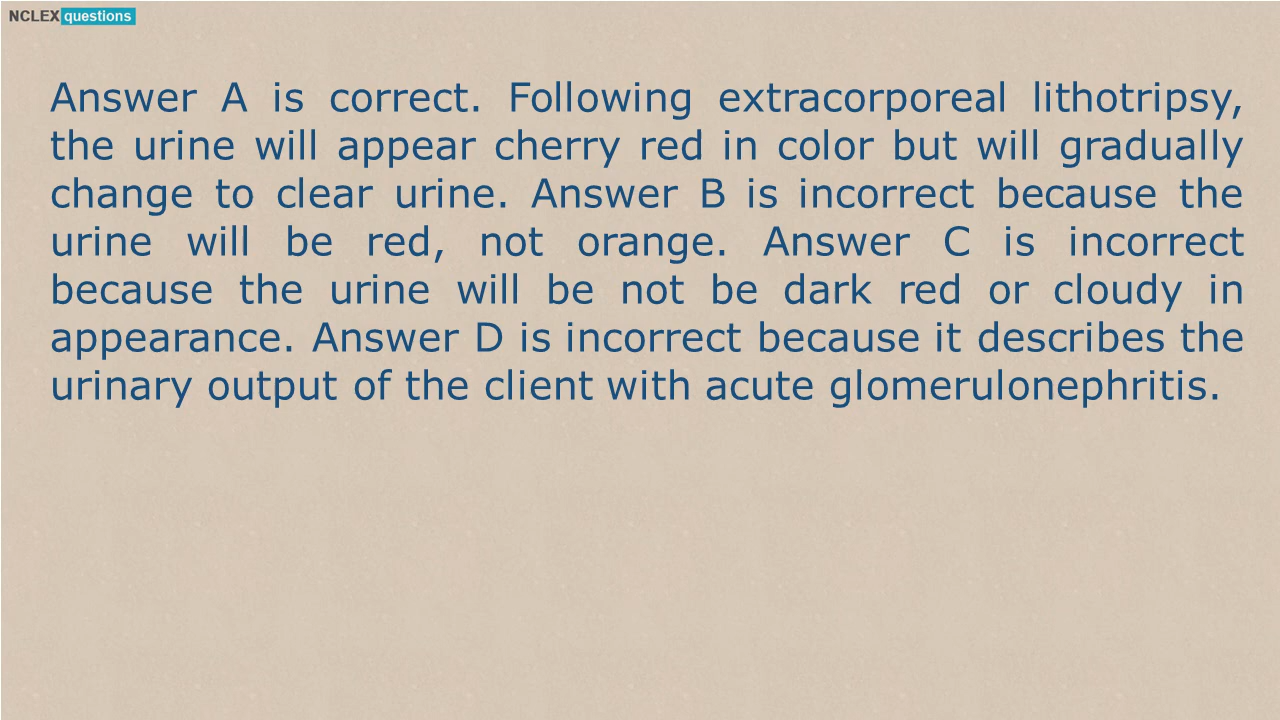 NCLEX questions
Answer A is correct. Following extracorporeal lithotripsy,
the urine will appear cherry red in color but will gradually
change to clear urine. Answer B is incorrect because the
urine will be red, not orange. Answer C is incorrect
because the urine will be not be dark red or cloudy in
appearance. Answer D is incorrect because it describes the
urinary output of the client with acute glomerulonephritis.